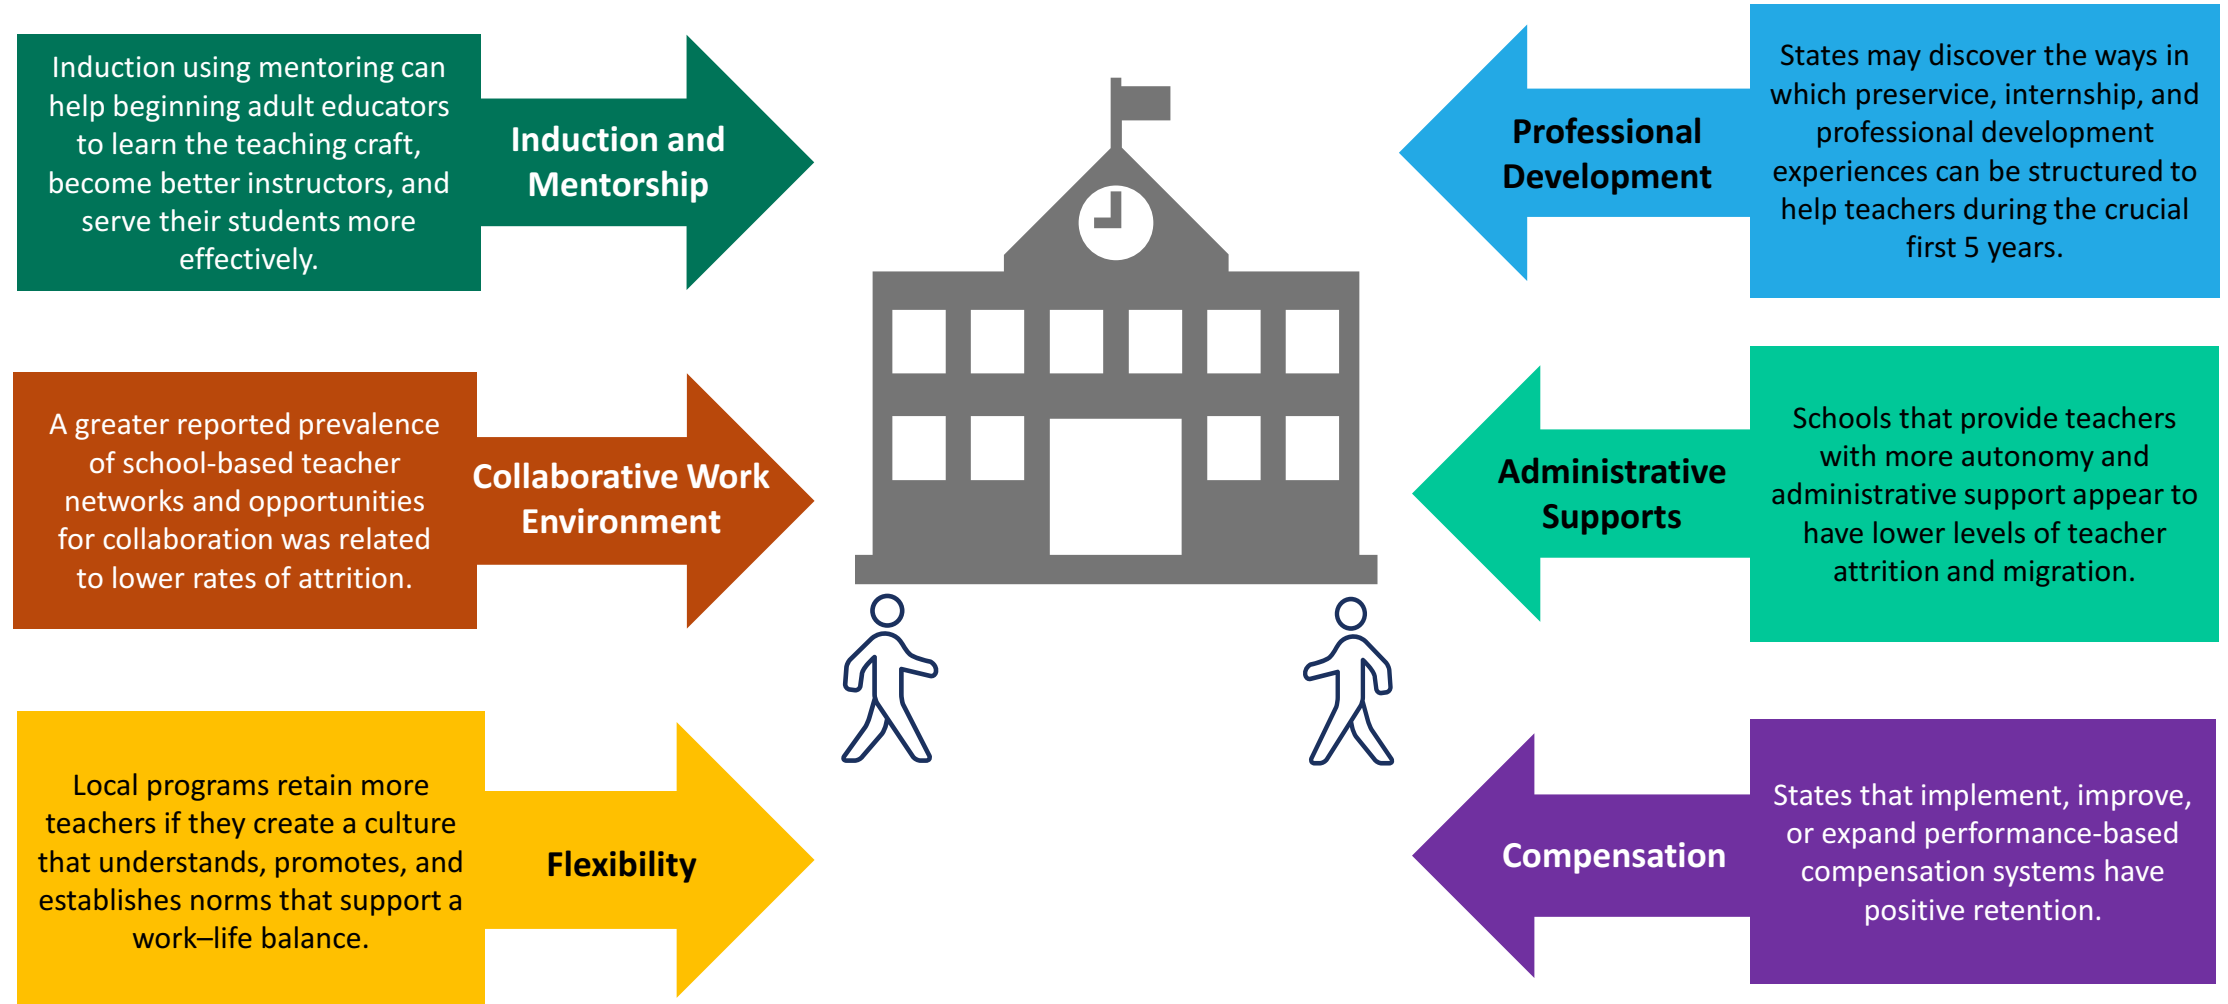 Induction using mentoring can
help beginning adult educators
to learn the teaching craft,
become better instructors, and
serve their students more
effectively.
Induction and
Mentorship
A greater reported prevalence
of school-based teacher
networks and opportunities
for collaboration was related
to lower rates of attrition.
Collaborative Work
Environment
Local programs retain more
teachers if they create a culture
that understands, promotes, and
establishes norms that support a
work–life balance.
Flexibility
Professional
Development
States may discover the ways in
which preservice, internship, and
professional development
experiences can be structured to
help teachers during the crucial
first 5 years.
Administrative
Supports
Schools that provide teachers
with more autonomy and
administrative support appear to
have lower levels of teacher
attrition and migration.
Compensation
States that implement, improve,
or expand performance-based
compensation systems have
positive retention.